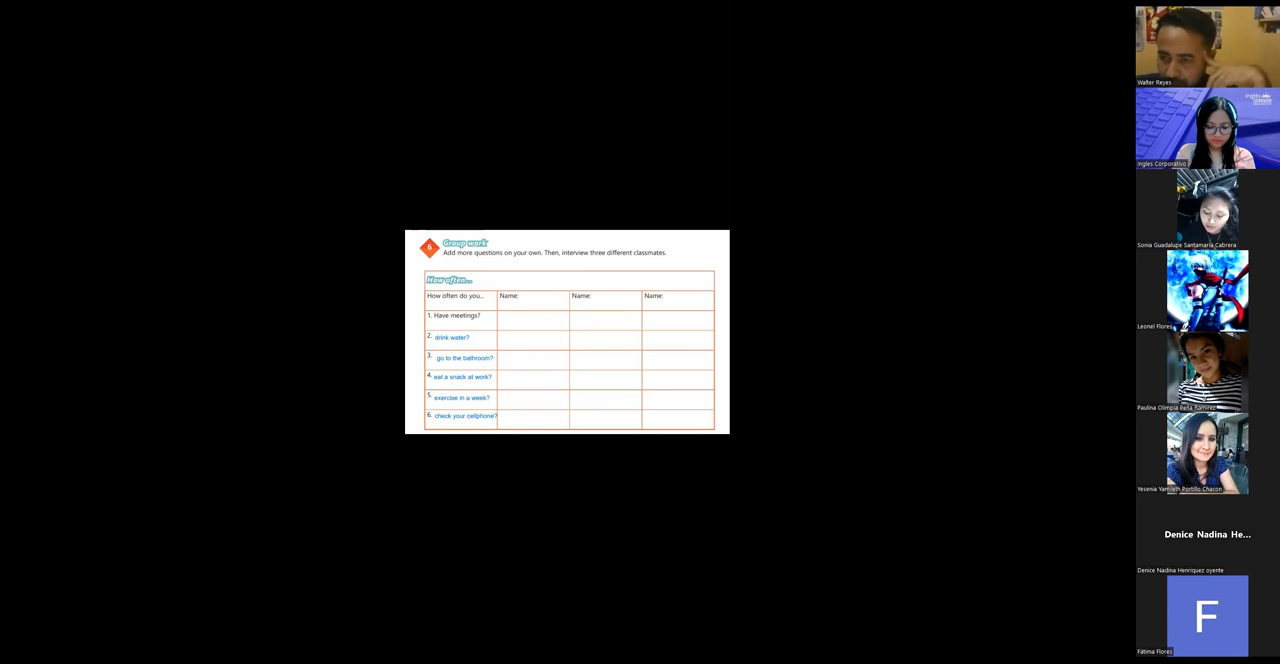 6
Group work
Add more questions on your own. Then, interview three different classmates.
How often...
How often do you... Name: Name: Name:
1. Have meetings?
2. drink water?
3. go to the bathroom?
4. eat a snack at work?
5. exercise in a week?
6. check your cellphone?
Walter Reyes
Ingles Corporativo
Sonia Guadalupe Santamaría Cabrera
Leonel Flores
Paulina Olimpia Peña Ramirez
Yesenia Yamileth Portillo Chacon
Denice Nadina He...
Denice Nadina Henriquez oyente
F
Fátima Flores